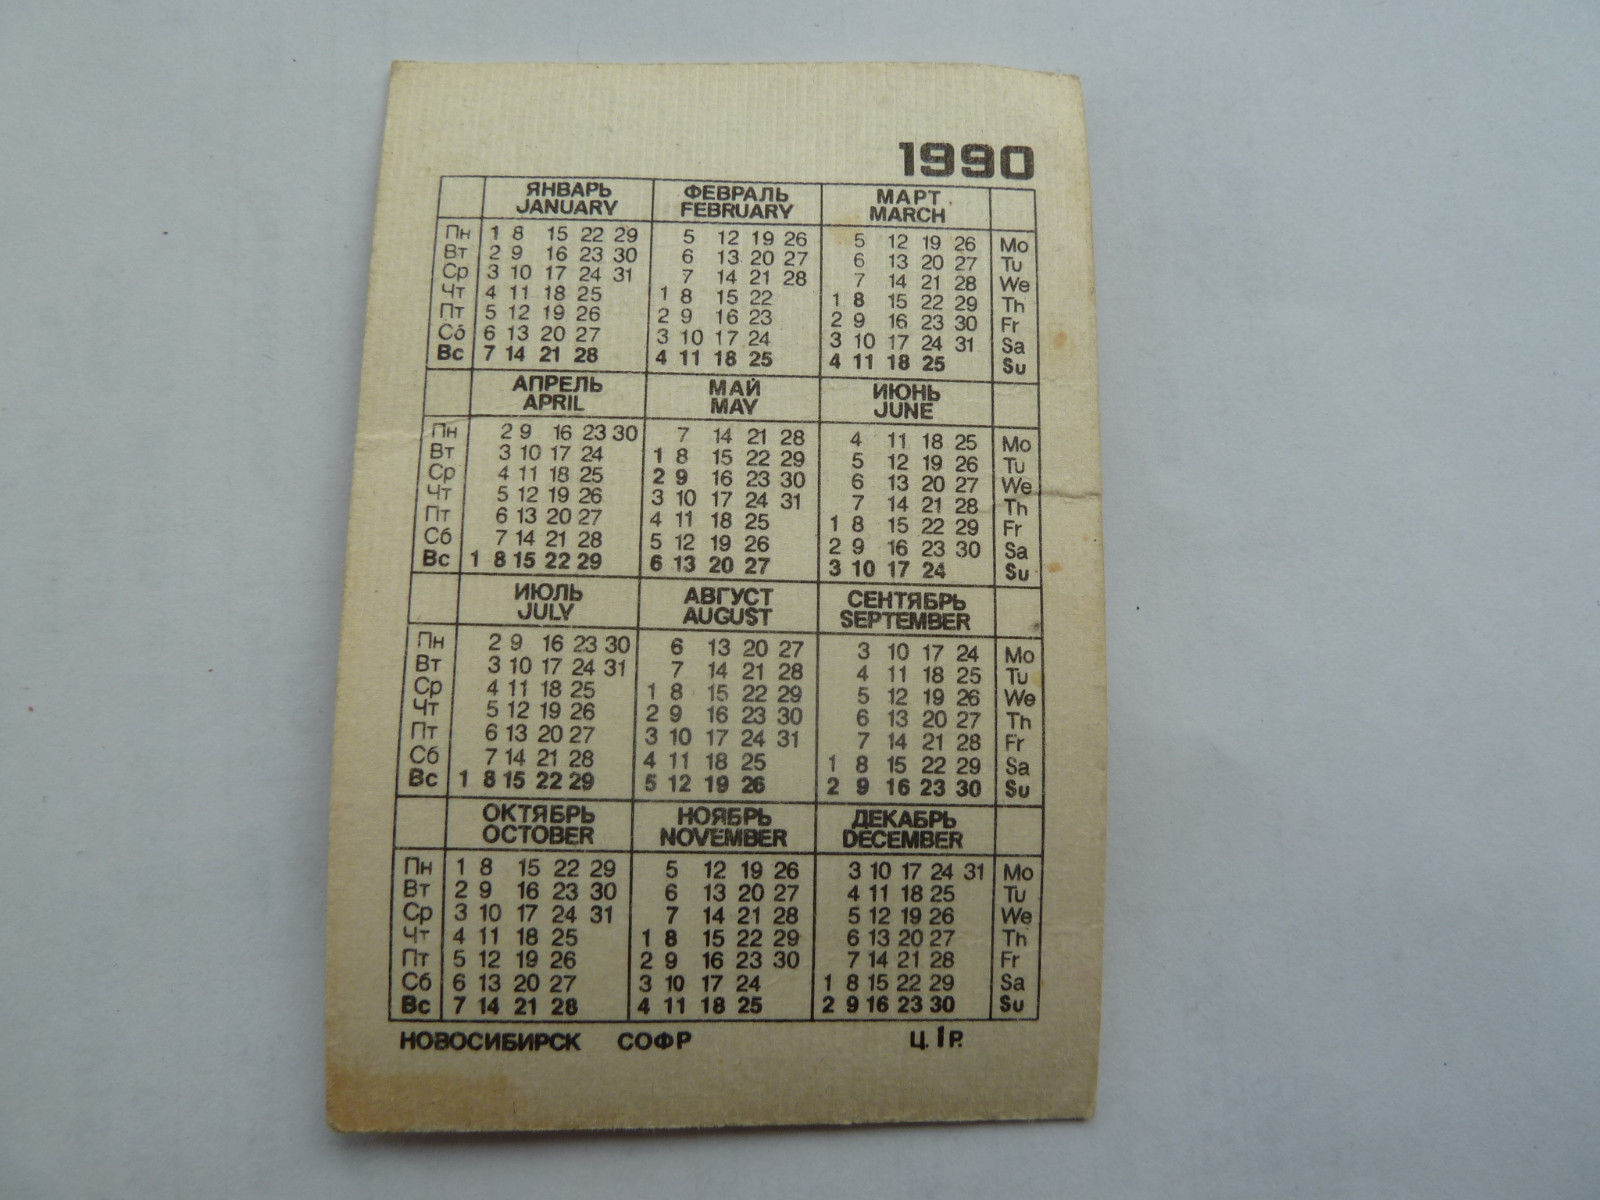 1990
ЯНВАРЬ ФЕВРАЛЬ МАРТ
JANUARY FEBRUARY MARCH
Пн 1 8 15 22 29 5 12 19 26 5 12 19 26 Mo
Вт 2 9 16 23 30 6 13 20 27 6 13 20 27 Tu
Ср 3 10 17 24 31 7 14 21 28 7 14 21 28 We
Чт 4 11 18 25 1 8 15 22 1 8 15 22 29 Th
Пт 5 12 19 26 2 9 16 23 2 9 16 23 30 Fr
Сб 6 13 20 27 3 10 17 24 3 10 17 24 31 Sa
Вс 7 14 21 28 4 11 18 25 4 11 18 25 Su
АПРЕЛЬ МАЙ ИЮНЬ
APRIL MAY JUNE
Пн 2 9 16 23 30 7 14 21 28 4 11 18 25 Mo
Вт 3 10 17 24 1 8 15 22 29 5 12 19 26 Tu
Ср 4 11 18 25 2 9 16 23 30 6 13 20 27 We
Чт 5 12 19 26 3 10 17 24 31 7 14 21 28 Th
Пт 6 13 20 27 4 11 18 25 1 8 15 22 29 Fr
Сб 7 14 21 28 5 12 19 26 2 9 16 23 30 Sa
Вс 1 8 15 22 29 6 13 20 27 3 10 17 24 Su
ИЮЛЬ АВГУСТ СЕНТЯБРЬ
JULY AUGUST SEPTEMBER
Пн 2 9 16 23 30 6 13 20 27 3 10 17 24 Mo
Вт 3 10 17 24 31 7 14 21 28 4 11 18 25 Tu
Ср 4 11 18 25 1 8 15 22 29 5 12 19 26 We
Чт 5 12 19 26 2 9 16 23 30 6 13 20 27 Th
Пт 6 13 20 27 3 10 17 24 31 7 14 21 28 Fr
Сб 7 14 21 28 4 11 18 25 1 8 15 22 29 Sa
Вс 1 8 15 22 29 5 12 19 26 2 9 16 23 30 Su
ОКТЯБРЬ НОЯБРЬ ДЕКАБРЬ
OCTOBER NOVEMBER DECEMBER
Пн 1 8 15 22 29 5 12 19 26 3 10 17 24 31 Mo
Вт 2 9 16 23 30 6 13 20 27 4 11 18 25 Tu
Ср 3 10 17 24 31 7 14 21 28 5 12 19 26 We
Чт 4 11 18 25 1 8 15 22 29 6 13 20 27 Th
Пт 5 12 19 26 2 9 16 23 30 7 14 21 28 Fr
Сб 6 13 20 27 3 10 17 24 1 8 15 22 29 Sa
Вс 7 14 21 28 4 11 18 25 2 9 16 23 30 Su
НОВОСИБИРСК СОФР Ц. 1 Р.